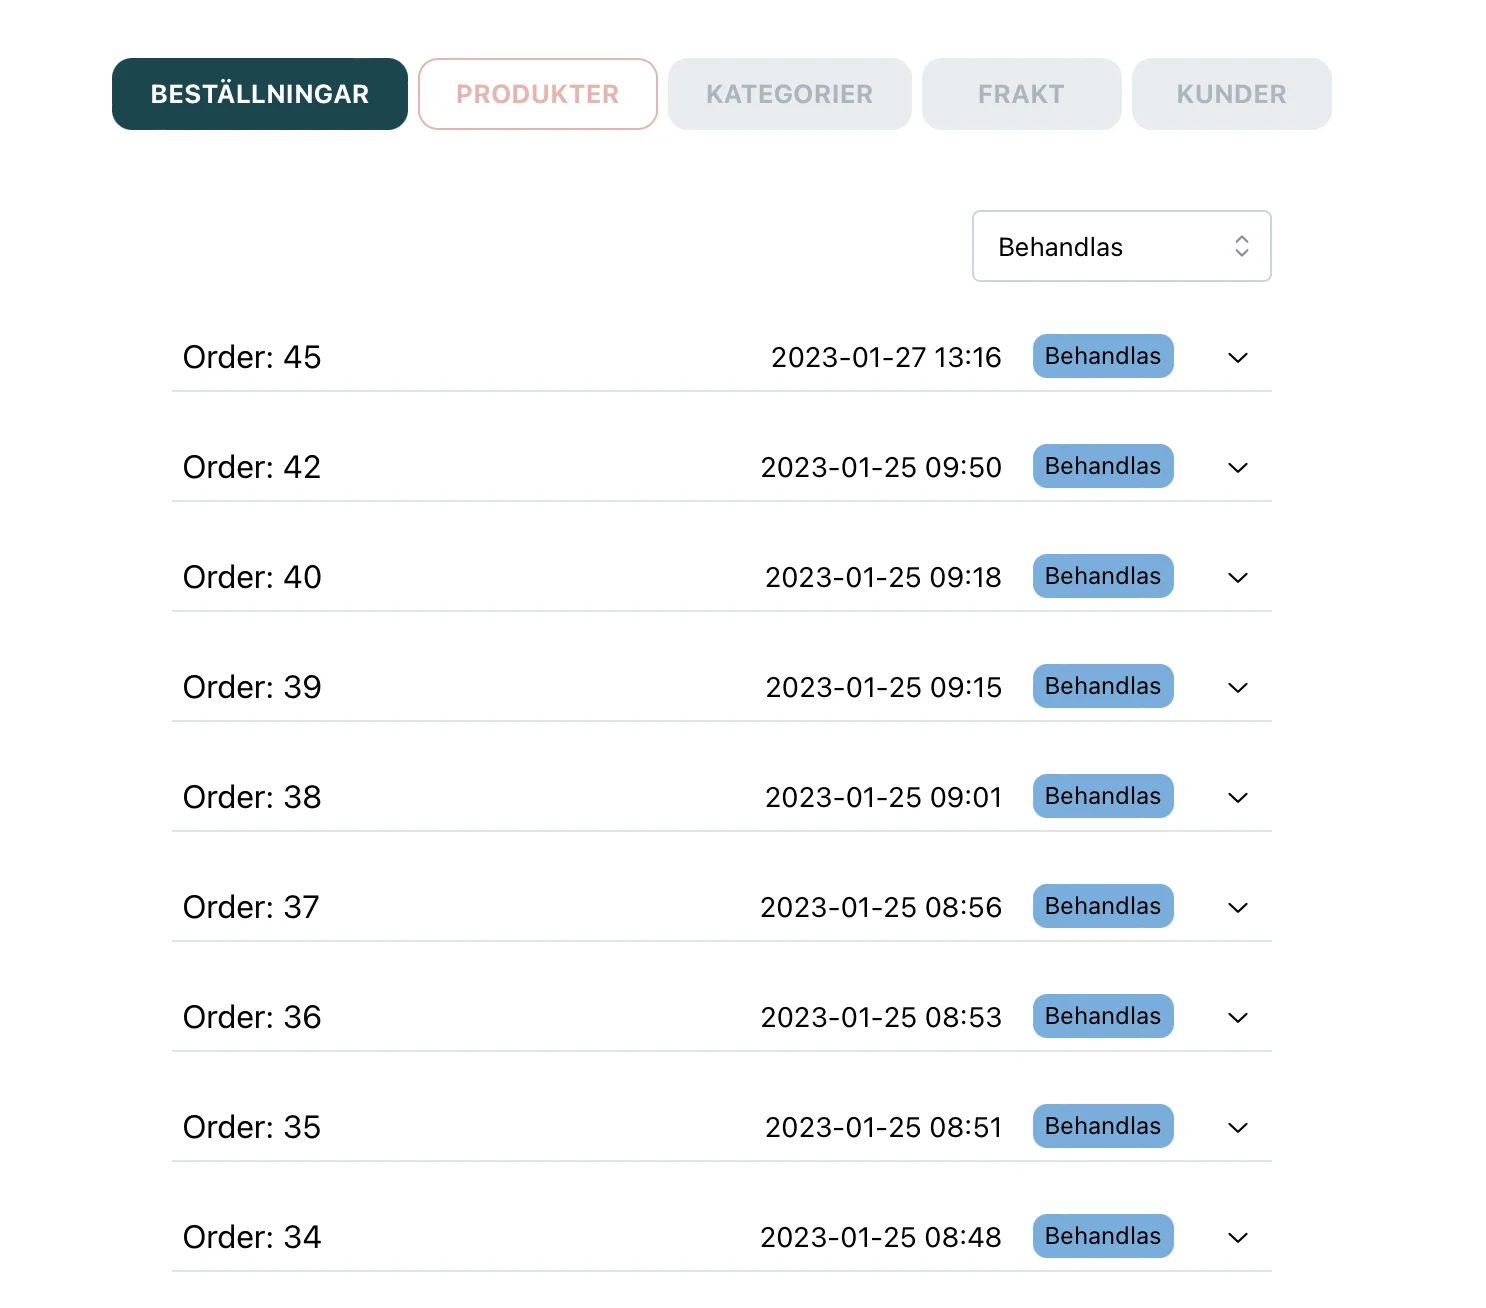 BESTÄLLNINGAR PRODUKTER KATEGORIER FRAKT KUNDER
Behandlas
Order: 45 2023-01-27 13:16 Behandlas
Order: 42 2023-01-25 09:50 Behandlas
Order: 40 2023-01-25 09:18 Behandlas
Order: 39 2023-01-25 09:15 Behandlas
Order: 38 2023-01-25 09:01 Behandlas
Order: 37 2023-01-25 08:56 Behandlas
Order: 36 2023-01-25 08:53 Behandlas
Order: 35 2023-01-25 08:51 Behandlas
Order: 34 2023-01-25 08:48 Behandlas